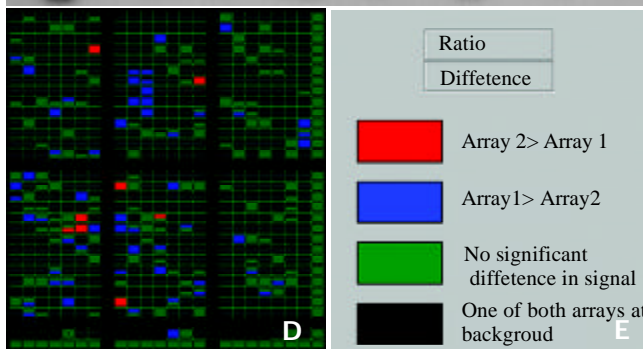 Ratio
Diffetence
Array 2> Array 1
Array1> Array2
No significant
diffetence in signal
One of both arrays at
backgroud
D
E